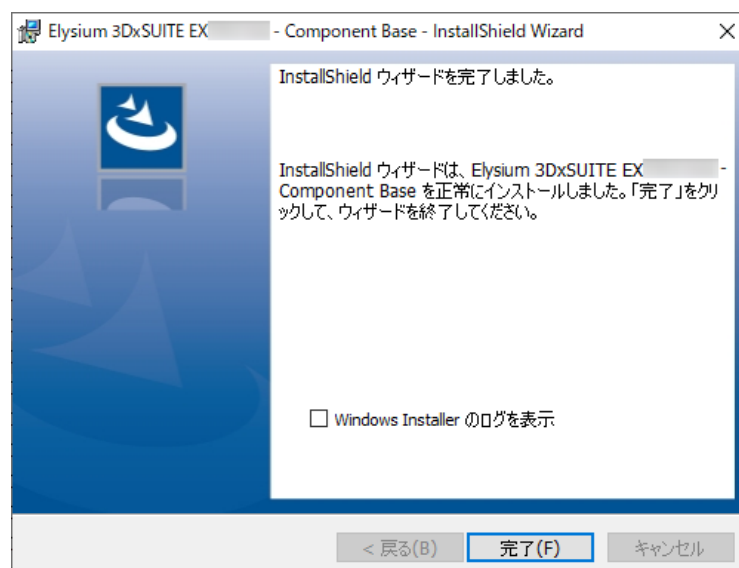 Elysium 3DxSUITE EX - Component Base - InstallShield Wizard
InstallShield ウィザードを完了しました。
InstallShield ウィザードは、Elysium 3DxSUITE EX -
Component Base を正常にインストールしました。「完了」をクリ
ックして、ウィザードを終了してください。
Windows Installer のログを表示
< 戻る(B)
完了(F)
キャンセル